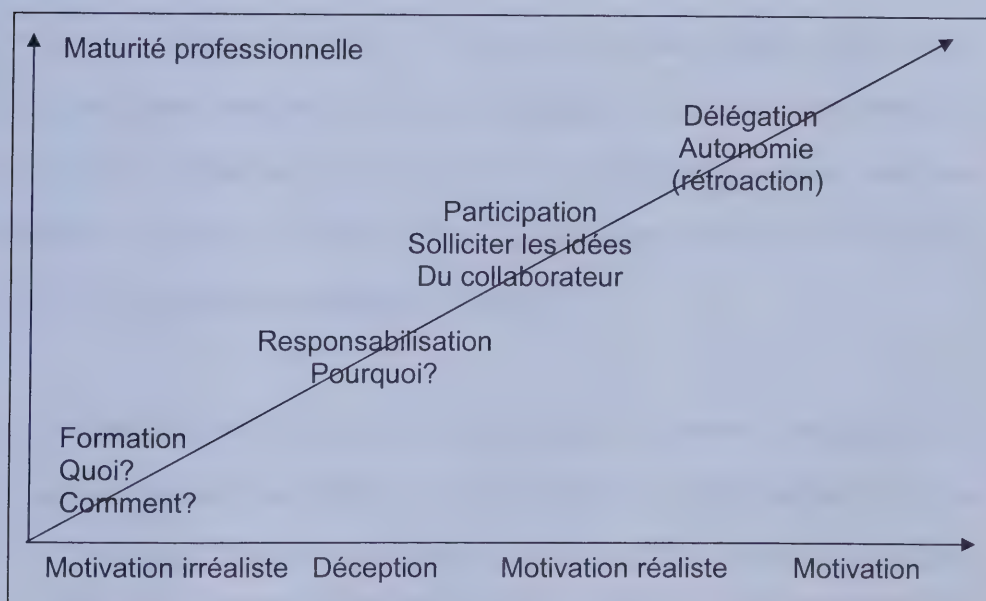 Maturité professionnelle
Délégation
Autonomie
(rétroaction)
Participation
Solliciter les idées
Du collaborateur
Responsabilisation
Pourquoi?
Formation
Quoi?
Comment?
Motivation irréaliste Déception Motivation réaliste Motivation